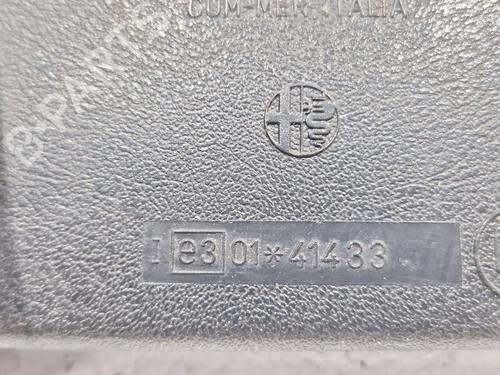 COM-MER ITALIA
I e3 01*41433
B-PARTS